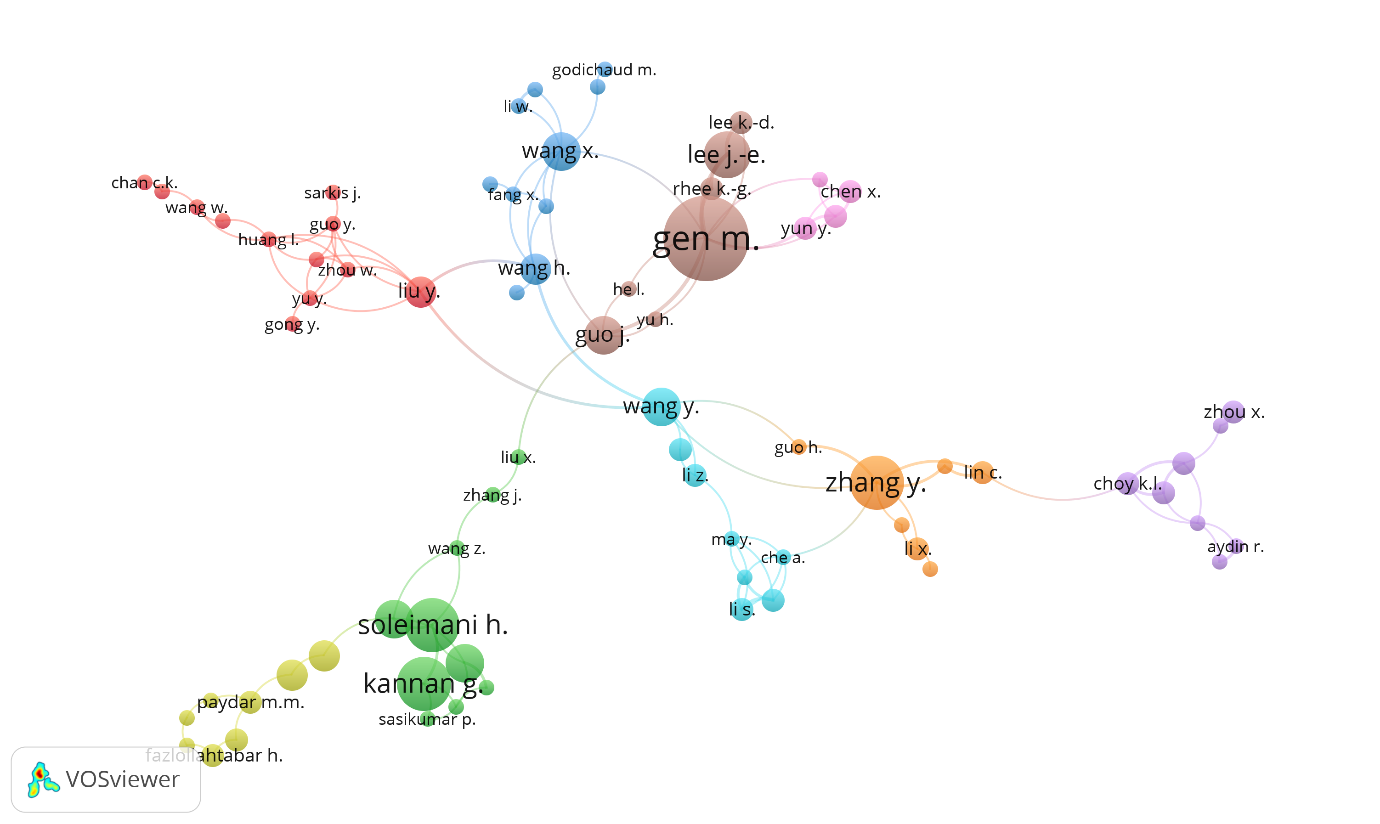 godichaud m.
li w.
lee k.-d.
wang x.
lee j.-e.
chan c.k.
sarkis j.
fang x.
rhee k.-g.
chen x.
wang w.
guo y.
yun y.
huang l.
gen m.
zhou w.
wang h.
liu y.
he l.
yu y.
gong y.
yu h.
guo j.
wang y.
zhou x.
guo h.
liu x.
li z.
zhang y.
lin c.
choy k.l.
zhang j.
ma y.
wang z.
che a.
li x.
aydin r.
li s.
soleimani h.
kannan g.
paydar m.m.
sasikumar p.
fazlollahtabar h.
VOSviewer